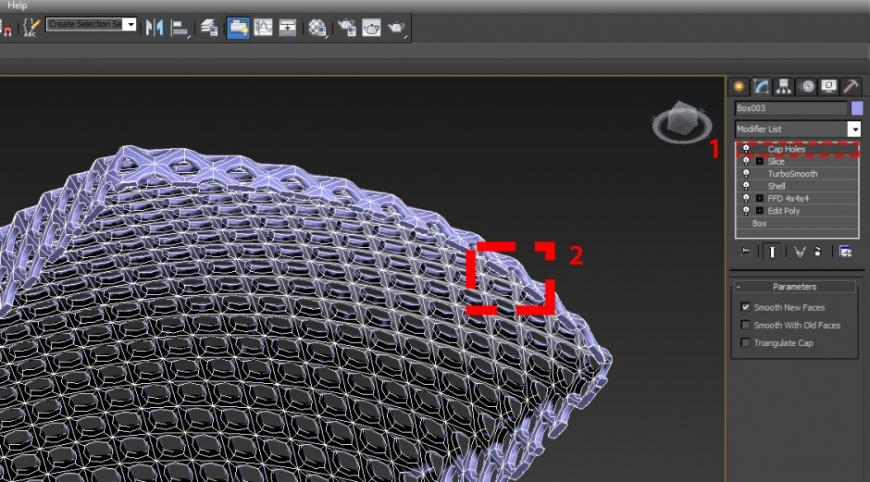 Help
ABC
Create Selection Se
Box003
Modifier List
1
Cap Holes
Slice
TurboSmooth
Shell
FFD 4x4x4
Edit Poly
Box
2
- Parameters
Smooth New Faces
Smooth With Old Faces
Triangulate Cap